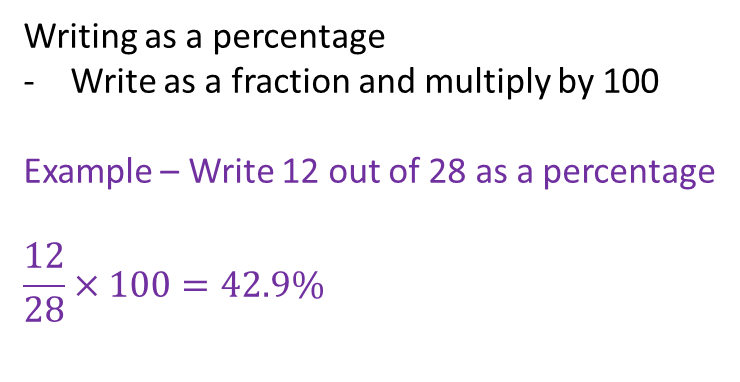 Writing as a percentage
- Write as a fraction and multiply by 100
Example – Write 12 out of 28 as a percentage
12
28
× 100 = 42.9%